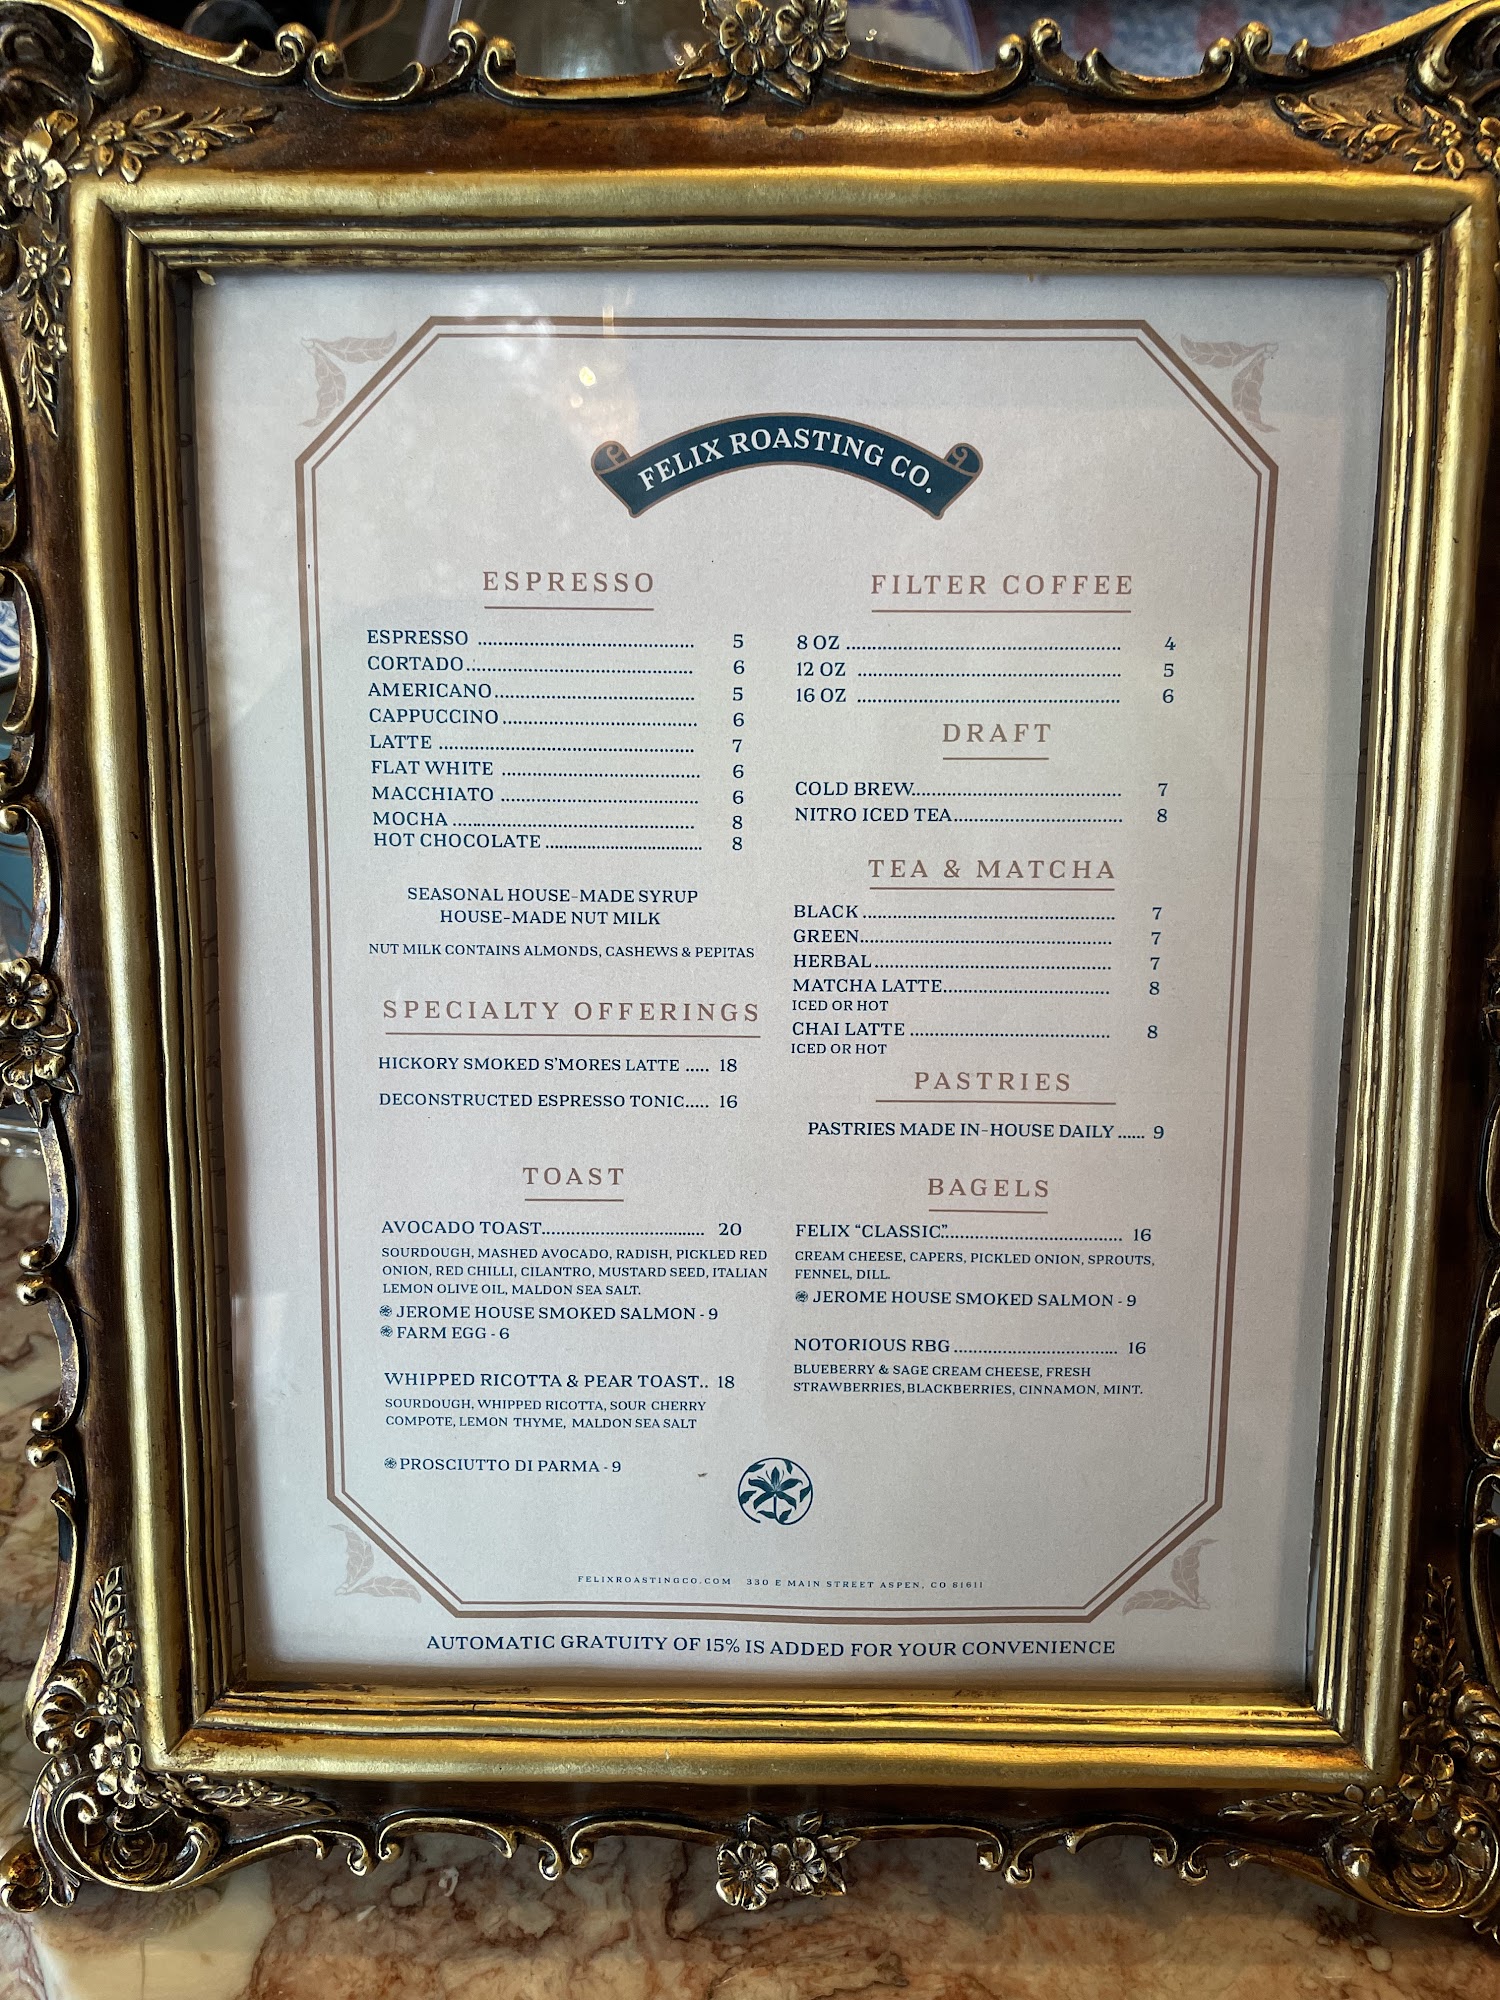 FELIX ROASTING CO.
ESPRESSO
ESPRESSO ........ 5
CORTADO ........ 6
AMERICANO ........ 5
CAPPUCCINO ........ 6
LATTE ........ 7
FLAT WHITE ........ 6
MACCHIATO ........ 6
MOCHA ........ 8
HOT CHOCOLATE ........ 8
SEASONAL HOUSE-MADE SYRUP
HOUSE-MADE NUT MILK
NUT MILK CONTAINS ALMONDS, CASHEWS & PEPITAS
SPECIALTY OFFERINGS
HICKORY SMOKED S'MORES LATTE ..... 18
DECONSTRUCTED ESPRESSO TONIC..... 16
TOAST
AVOCADO TOAST........ 20
SOURDOUGH, MASHED AVOCADO, RADISH, PICKLED RED
ONION, RED CHILLI, CILANTRO, MUSTARD SEED, ITALIAN
LEMON OLIVE OIL, MALDON SEA SALT.
JEROME HOUSE SMOKED SALMON - 9
FARM EGG - 6
WHIPPED RICOTTA & PEAR TOAST.. 18
SOURDOUGH, WHIPPED RICOTTA, SOUR CHERRY
COMPOTE, LEMON THYME, MALDON SEA SALT
PROSCIUTTO DI PARMA - 9
FILTER COFFEE
8 OZ ........ 4
12 OZ ........ 5
16 OZ ........ 6
DRAFT
COLD BREW........ 7
NITRO ICED TEA........ 8
TEA & MATCHA
BLACK ........ 7
GREEN........ 7
HERBAL ........ 7
MATCHA LATTE........ 8
ICED OR HOT
CHAI LATTE ........ 8
ICED OR HOT
PASTRIES
PASTRIES MADE IN-HOUSE DAILY ...... 9
BAGELS
FELIX "CLASSIC"........ 16
CREAM CHEESE, CAPERS, PICKLED ONION, SPROUTS,
FENNEL, DILL.
JEROME HOUSE SMOKED SALMON - 9
NOTORIOUS RBG ........ 16
BLUEBERRY & SAGE CREAM CHEESE, FRESH
STRAWBERRIES, BLACKBERRIES, CINNAMON, MINT.
FELIXROASTINGCO.COM 330 E MAIN STREET ASPEN, CO 81611
AUTOMATIC GRATUITY OF 15% IS ADDED FOR YOUR CONVENIENCE